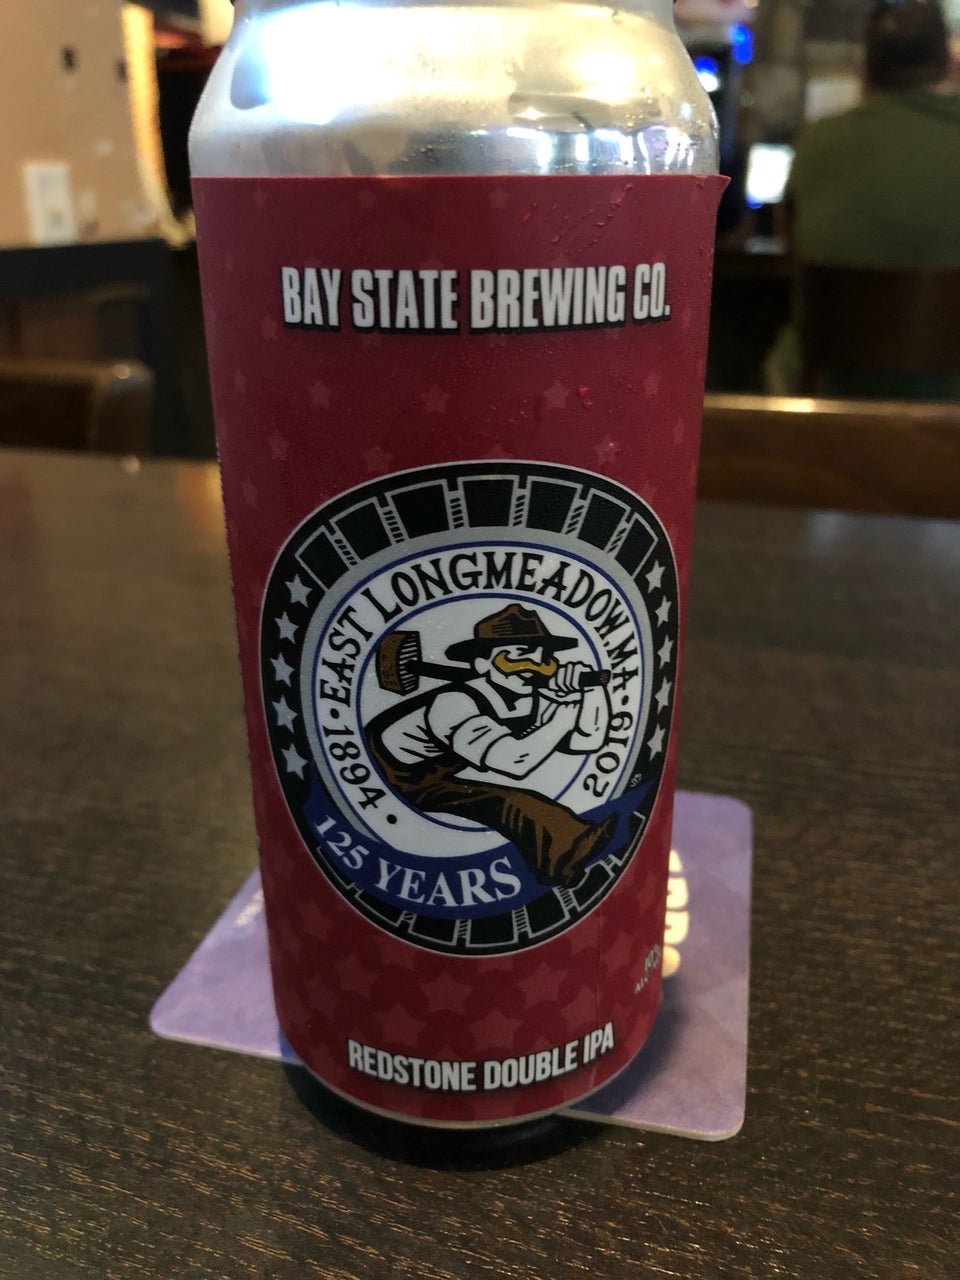 BAY STATE BREWING CO.
EAST LONGMEADOW, MA
1894
2019
125 YEARS
REDSTONE DOUBLE IPA